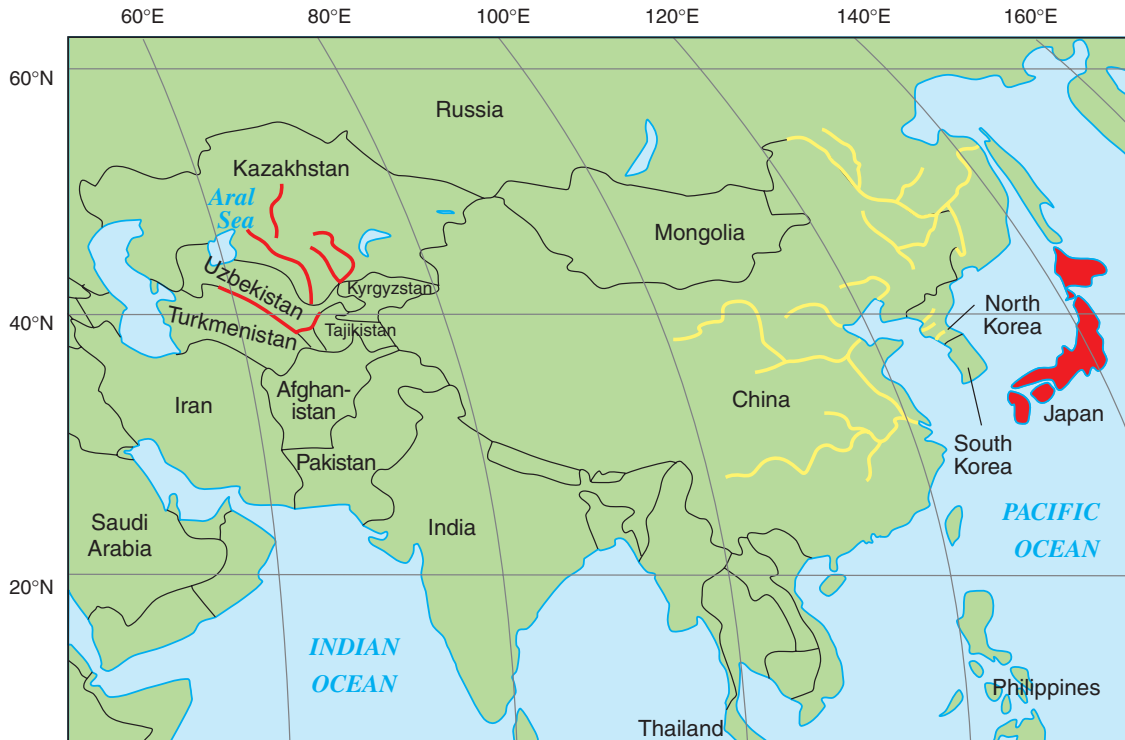 60°E 80°E 100°E 120°E 140°E 160°E
60°N
Russia
Kazakhstan
Aral
Sea
Mongolia
Uzbekistan
Kyrgyzstan
North
Korea
40°N
Turkmenistan
Tajikistan
Afghan-
istan
Iran
China
Japan
South
Korea
Pakistan
Saudi
Arabia
India
PACIFIC
OCEAN
20°N
INDIAN
OCEAN
Philippines
Thailand